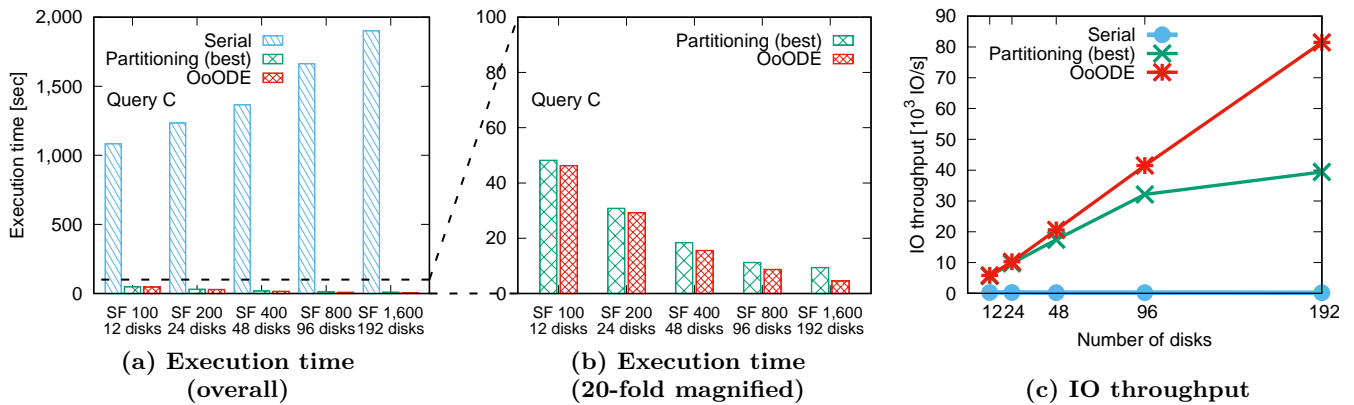 2,000
1,500
1,000
500
0
Execution time [sec]
Serial
Partitioning (best)
OoODE
Query C
SF 100 SF 200 SF 400 SF 800 SF 1,600
12 disks 24 disks 48 disks 96 disks 192 disks
(a) Execution time
(overall)
100
80
60
40
20
0
Partitioning (best)
OoODE
Query C
SF 100 SF 200 SF 400 SF 800 SF 1,600
12 disks 24 disks 48 disks 96 disks 192 disks
(b) Execution time
(20-fold magnified)
90
80
70
60
50
40
30
20
10
0
IO throughput [10³ IO/s]
Serial
Partitioning (best)
OoODE
12 24 48 96 192
Number of disks
(c) IO throughput